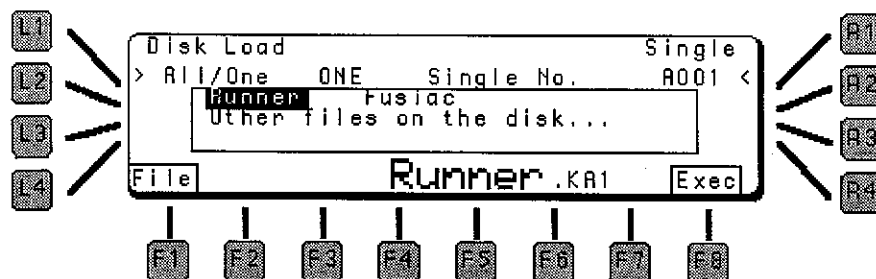 L1 Disk Load Single R1
L2 > All/One ONE Single No. A001 < R2
Runner Fusiac
L3 Other files on the disk... R3
L4 File Runner .KA1 Exec R4
F1 F2 F3 F4 F5 F6 F7 F8